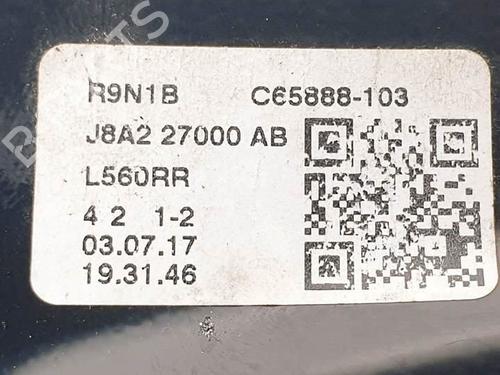 R9N1B C65888-103
J8A2 27000 AB
L560RR
4 2 1-2
03.07.17
19.31.46